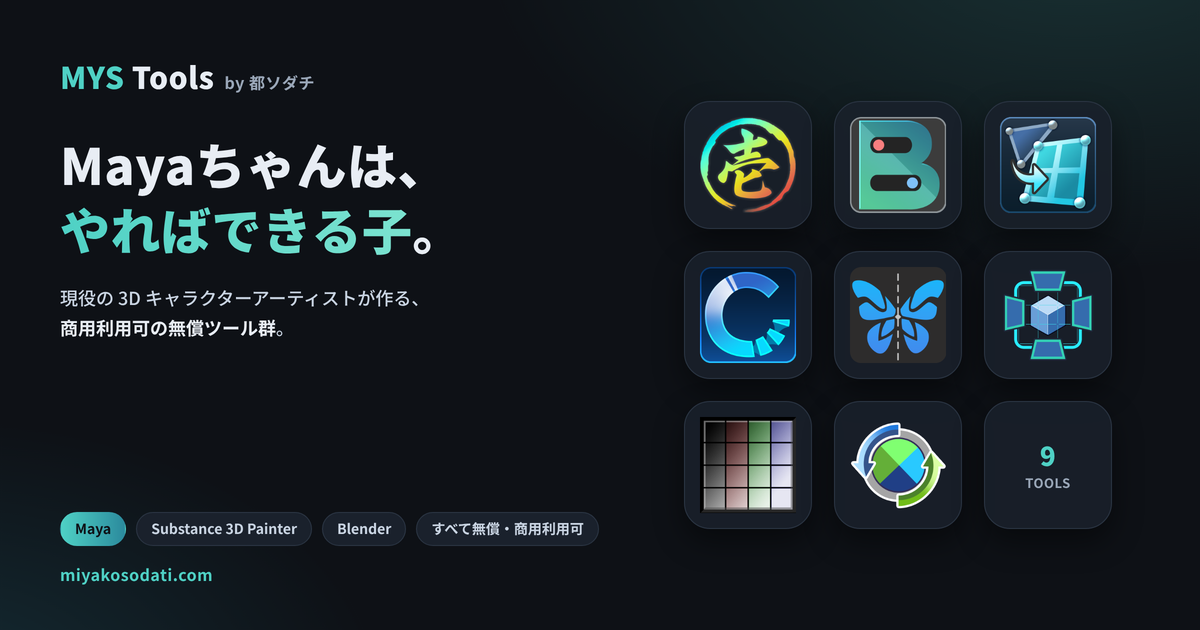 MYS Tools by 都ソダチ
Mayaちゃんは、
やればできる子。
現役の 3D キャラクターアーティストが作る、
商用利用可の無償ツール群。
Maya
Substance 3D Painter
Blender
すべて無償・商用利用可
miyakosodati.com
壱
B
C
9
TOOLS